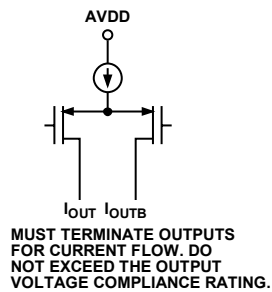 AVDD
IOUT IOUTB
MUST TERMINATE OUTPUTS
FOR CURRENT FLOW. DO
NOT EXCEED THE OUTPUT
VOLTAGE COMPLIANCE RATING.